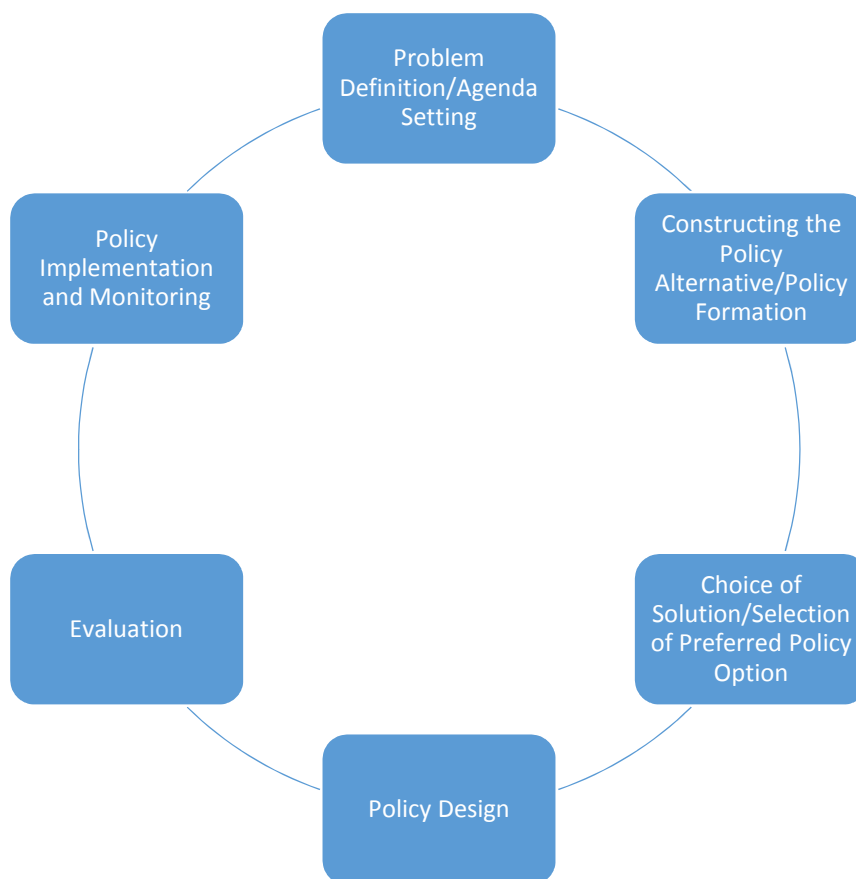 Problem
Definition/Agenda
Setting
Constructing the
Policy
Alternative/Policy
Formation
Choice of
Solution/Selection
of Preferred Policy
Option
Policy Design
Evaluation
Policy
Implementation
and Monitoring